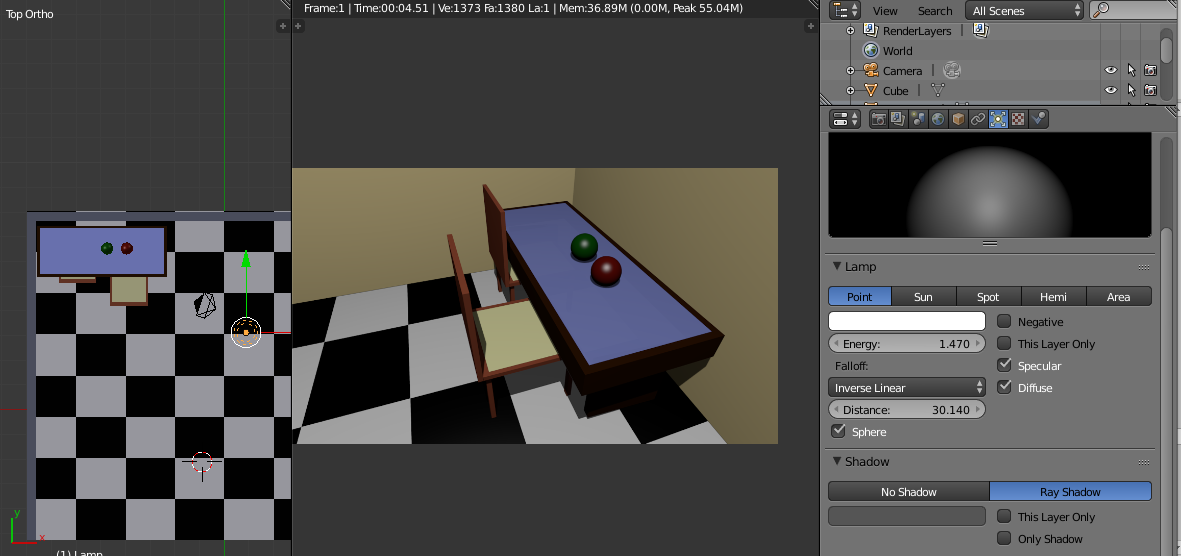 Top Ortho
Frame:1 | Time:00:04.51 | Ve:1373 Fa:1380 La:1 | Mem:36.89M (0.00M, Peak 55.04M)
View Search All Scenes
RenderLayers
World
Camera
Cube
Lamp
Point Sun Spot Hemi Area
Negative
Energy: 1.470 This Layer Only
Falloff: Specular
Inverse Linear Diffuse
Distance: 30.140
Sphere
Shadow
No Shadow Ray Shadow
This Layer Only
Only Shadow
y
x
(1) Lamp